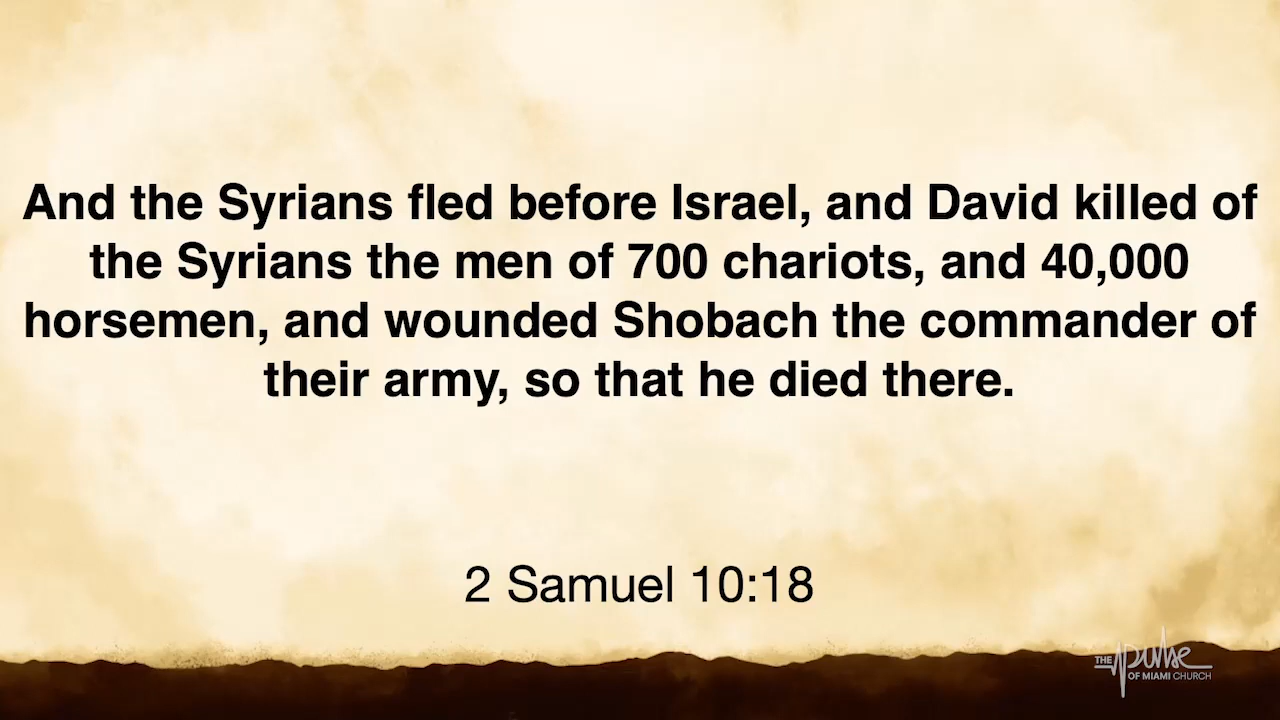 And the Syrians fled before Israel, and David killed of
the Syrians the men of 700 chariots, and 40,000
horsemen, and wounded Shobach the commander of
their army, so that he died there.
2 Samuel 10:18
THE Pulse
OF MIAMI CHURCH